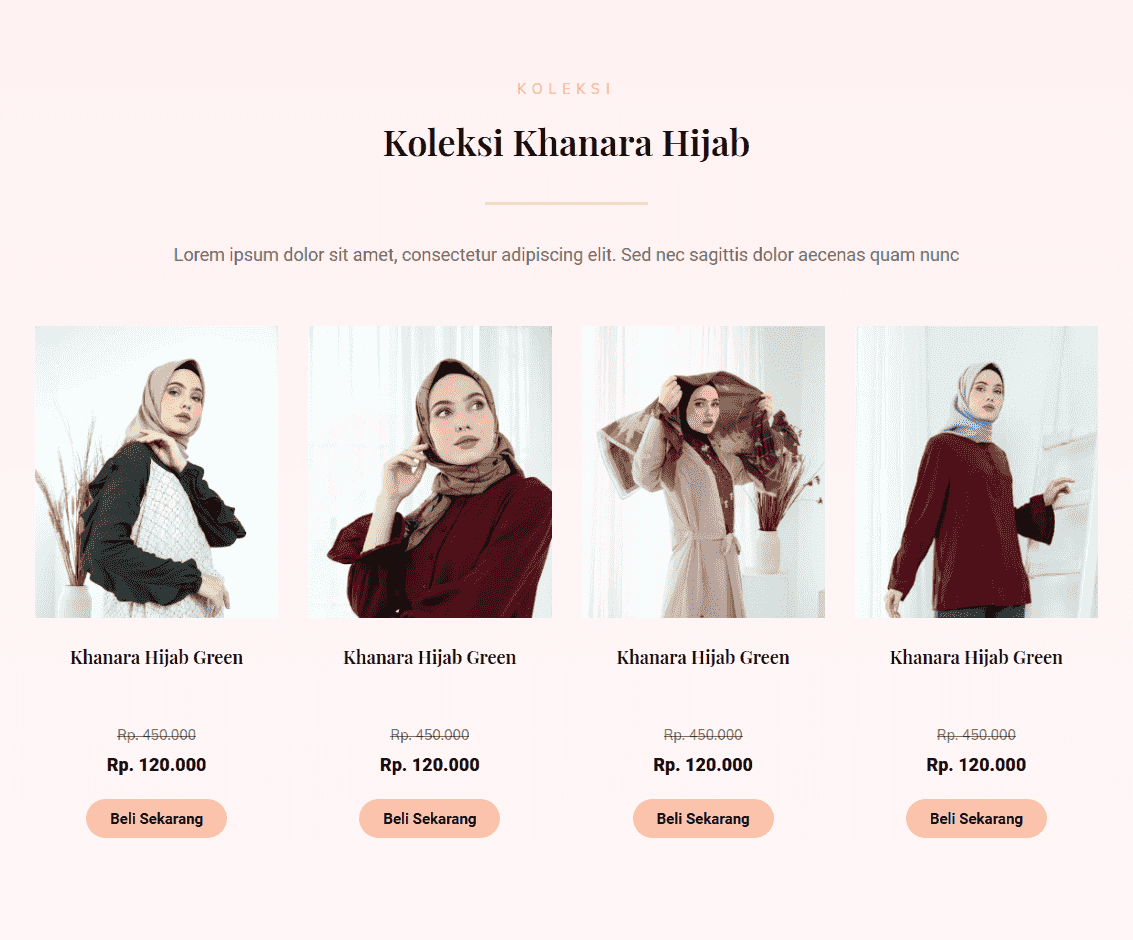 KOLEKSI
Koleksi Khanara Hijab
Lorem ipsum dolor sit amet, consectetur adipiscing elit. Sed nec sagittis dolor aecenas quam nunc
Khanara Hijab Green
Rp. 450.000
Rp. 120.000
Beli Sekarang
Khanara Hijab Green
Rp. 450.000
Rp. 120.000
Beli Sekarang
Khanara Hijab Green
Rp. 450.000
Rp. 120.000
Beli Sekarang
Khanara Hijab Green
Rp. 450.000
Rp. 120.000
Beli Sekarang